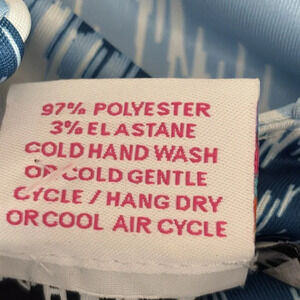 97% POLYESTER
3% ELASTANE
COLD HAND WASH
OR COLD GENTLE
CYCLE / HANG DRY
OR COOL AIR CYCLE